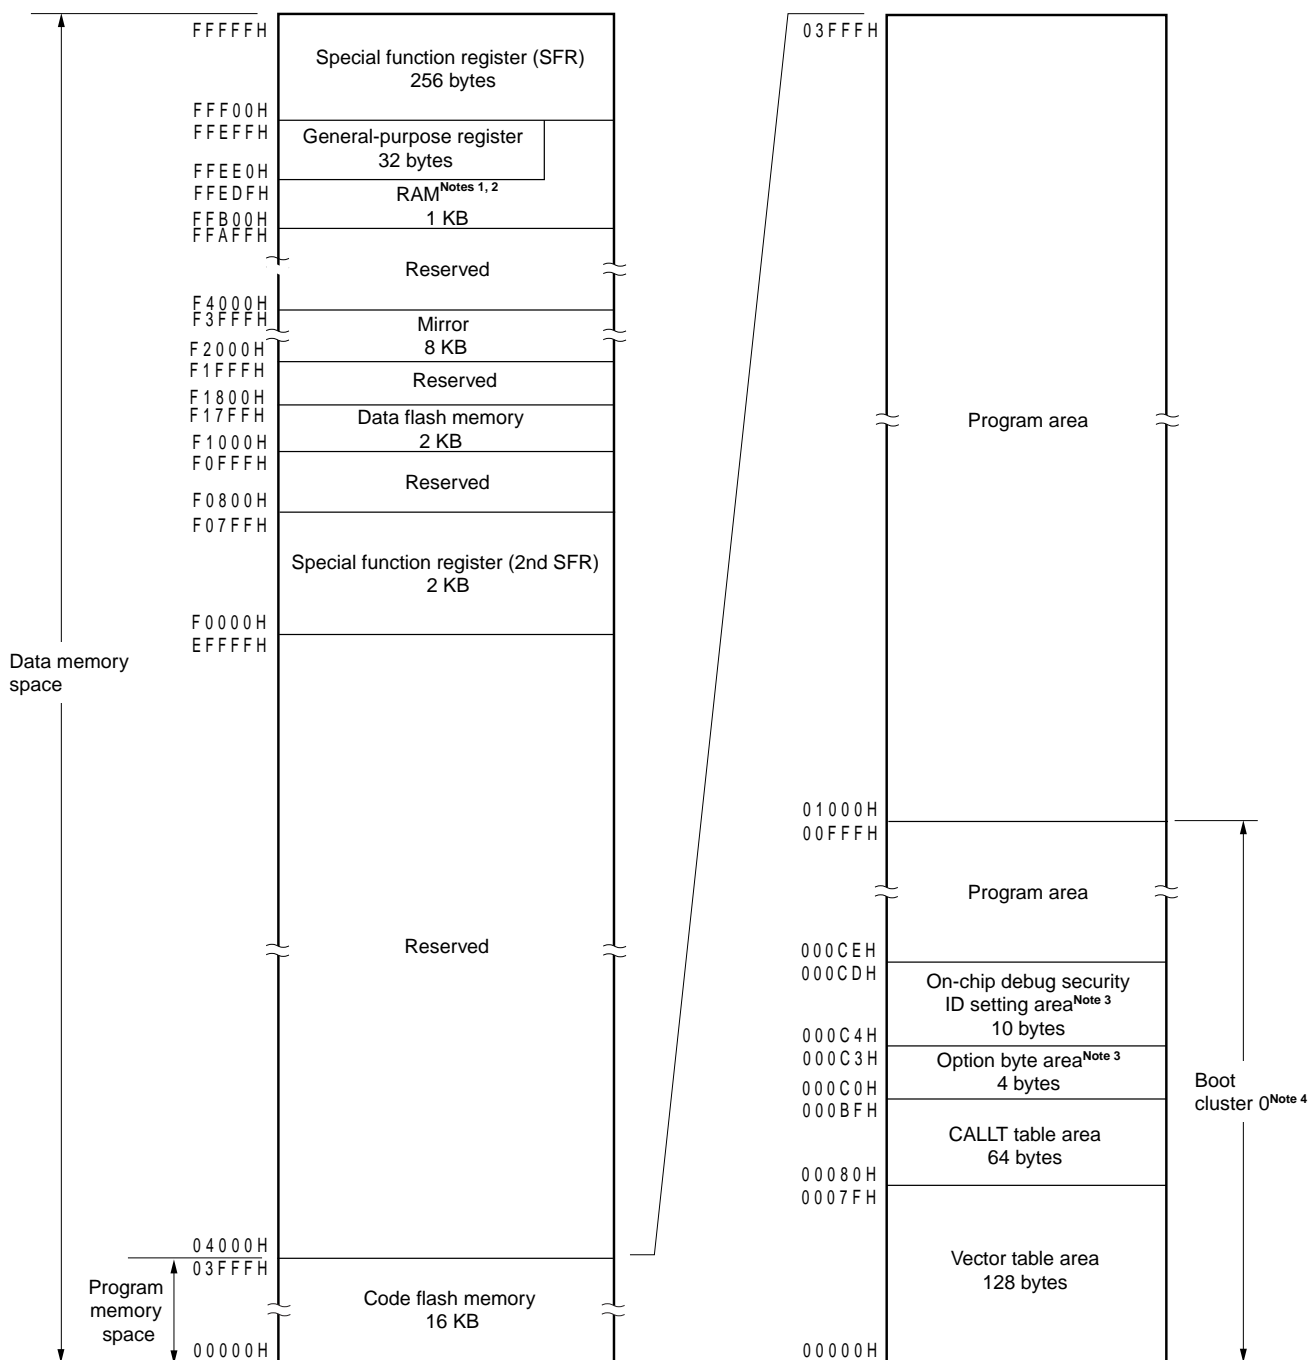 FFFFFH
Special function register (SFR)
256 bytes
FFF00H
FFEFFH
General-purpose register
32 bytes
FFEE0H
FFEDFH
RAMNotes 1, 2
1 KB
FFB00H
FFAFFH
Reserved
F4000H
F3FFFH
Mirror
8 KB
F2000H
F1FFFH
Reserved
F1800H
F17FFH
Data flash memory
2 KB
F1000H
F0FFFH
Reserved
F0800H
F07FFH
Special function register (2nd SFR)
2 KB
F0000H
EFFFFH
Data memory
space
Reserved
04000H
03FFFH
Program
memory
space
Code flash memory
16 KB
00000H
03FFFH
Program area
01000H
00FFFH
Program area
000CEH
000CDH
On-chip debug security
ID setting areaNote 3
10 bytes
000C4H
000C3H
Option byte areaNote 3
4 bytes
000C0H
000BFH
Boot
cluster 0Note 4
CALLT table area
64 bytes
00080H
0007FH
Vector table area
128 bytes
00000H